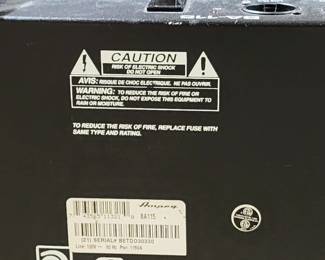 CAUTION
RISK OF ELECTRIC SHOCK
DO NOT OPEN
AVIS: RISQUE DE CHOC ELECTRIQUE. NE PAS OUVRIR.
WARNING: TO REDUCE THE RISK OF FIRE OR
ELECTRIC SHOCK, DO NOT EXPOSE THIS EQUIPMENT TO
RAIN OR MOISTURE.
TO REDUCE THE RISK OF FIRE, REPLACE FUSE WITH
SAME TYPE AND RATING.
Ampeg
BA115
(21) SERIAL# BETDO30330